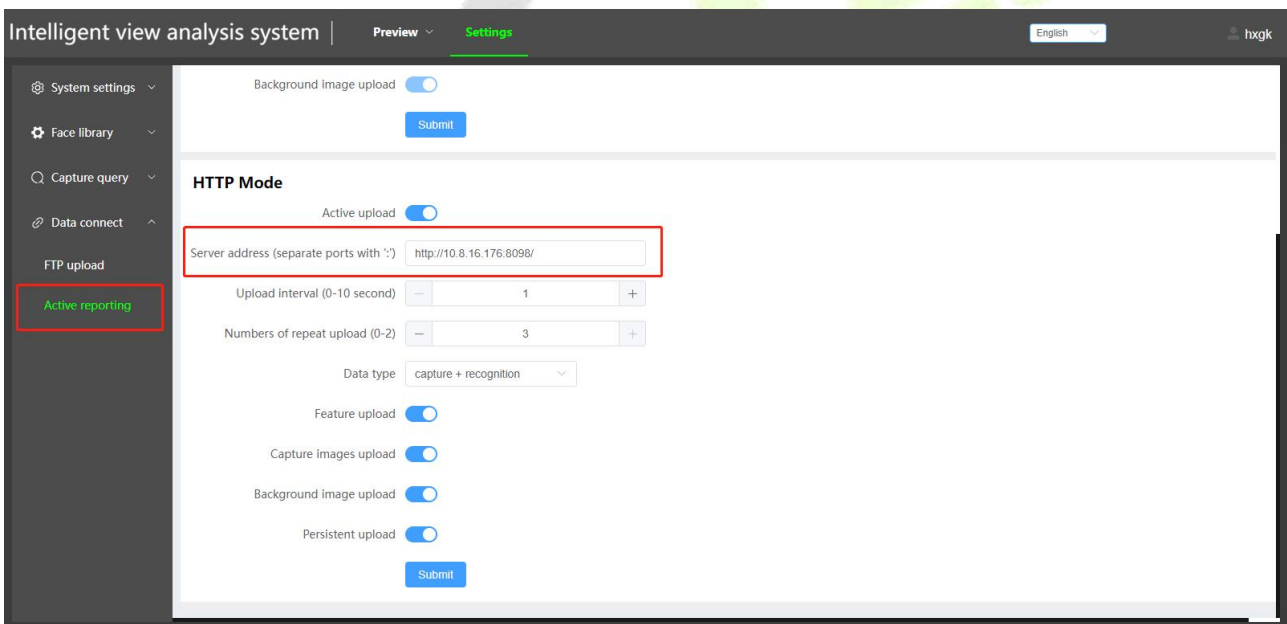 Intelligent view analysis system | Preview Settings English hxgk
System settings
Face library
Capture query
Data connect
FTP upload
Active reporting
Background image upload
Submit
HTTP Mode
Active upload
Server address (separate ports with ':') http://10.8.16.176:8098/
Upload interval (0-10 second) − 1 +
Numbers of repeat upload (0-2) − 3 +
Data type capture + recognition
Feature upload
Capture images upload
Background image upload
Persistent upload
Submit